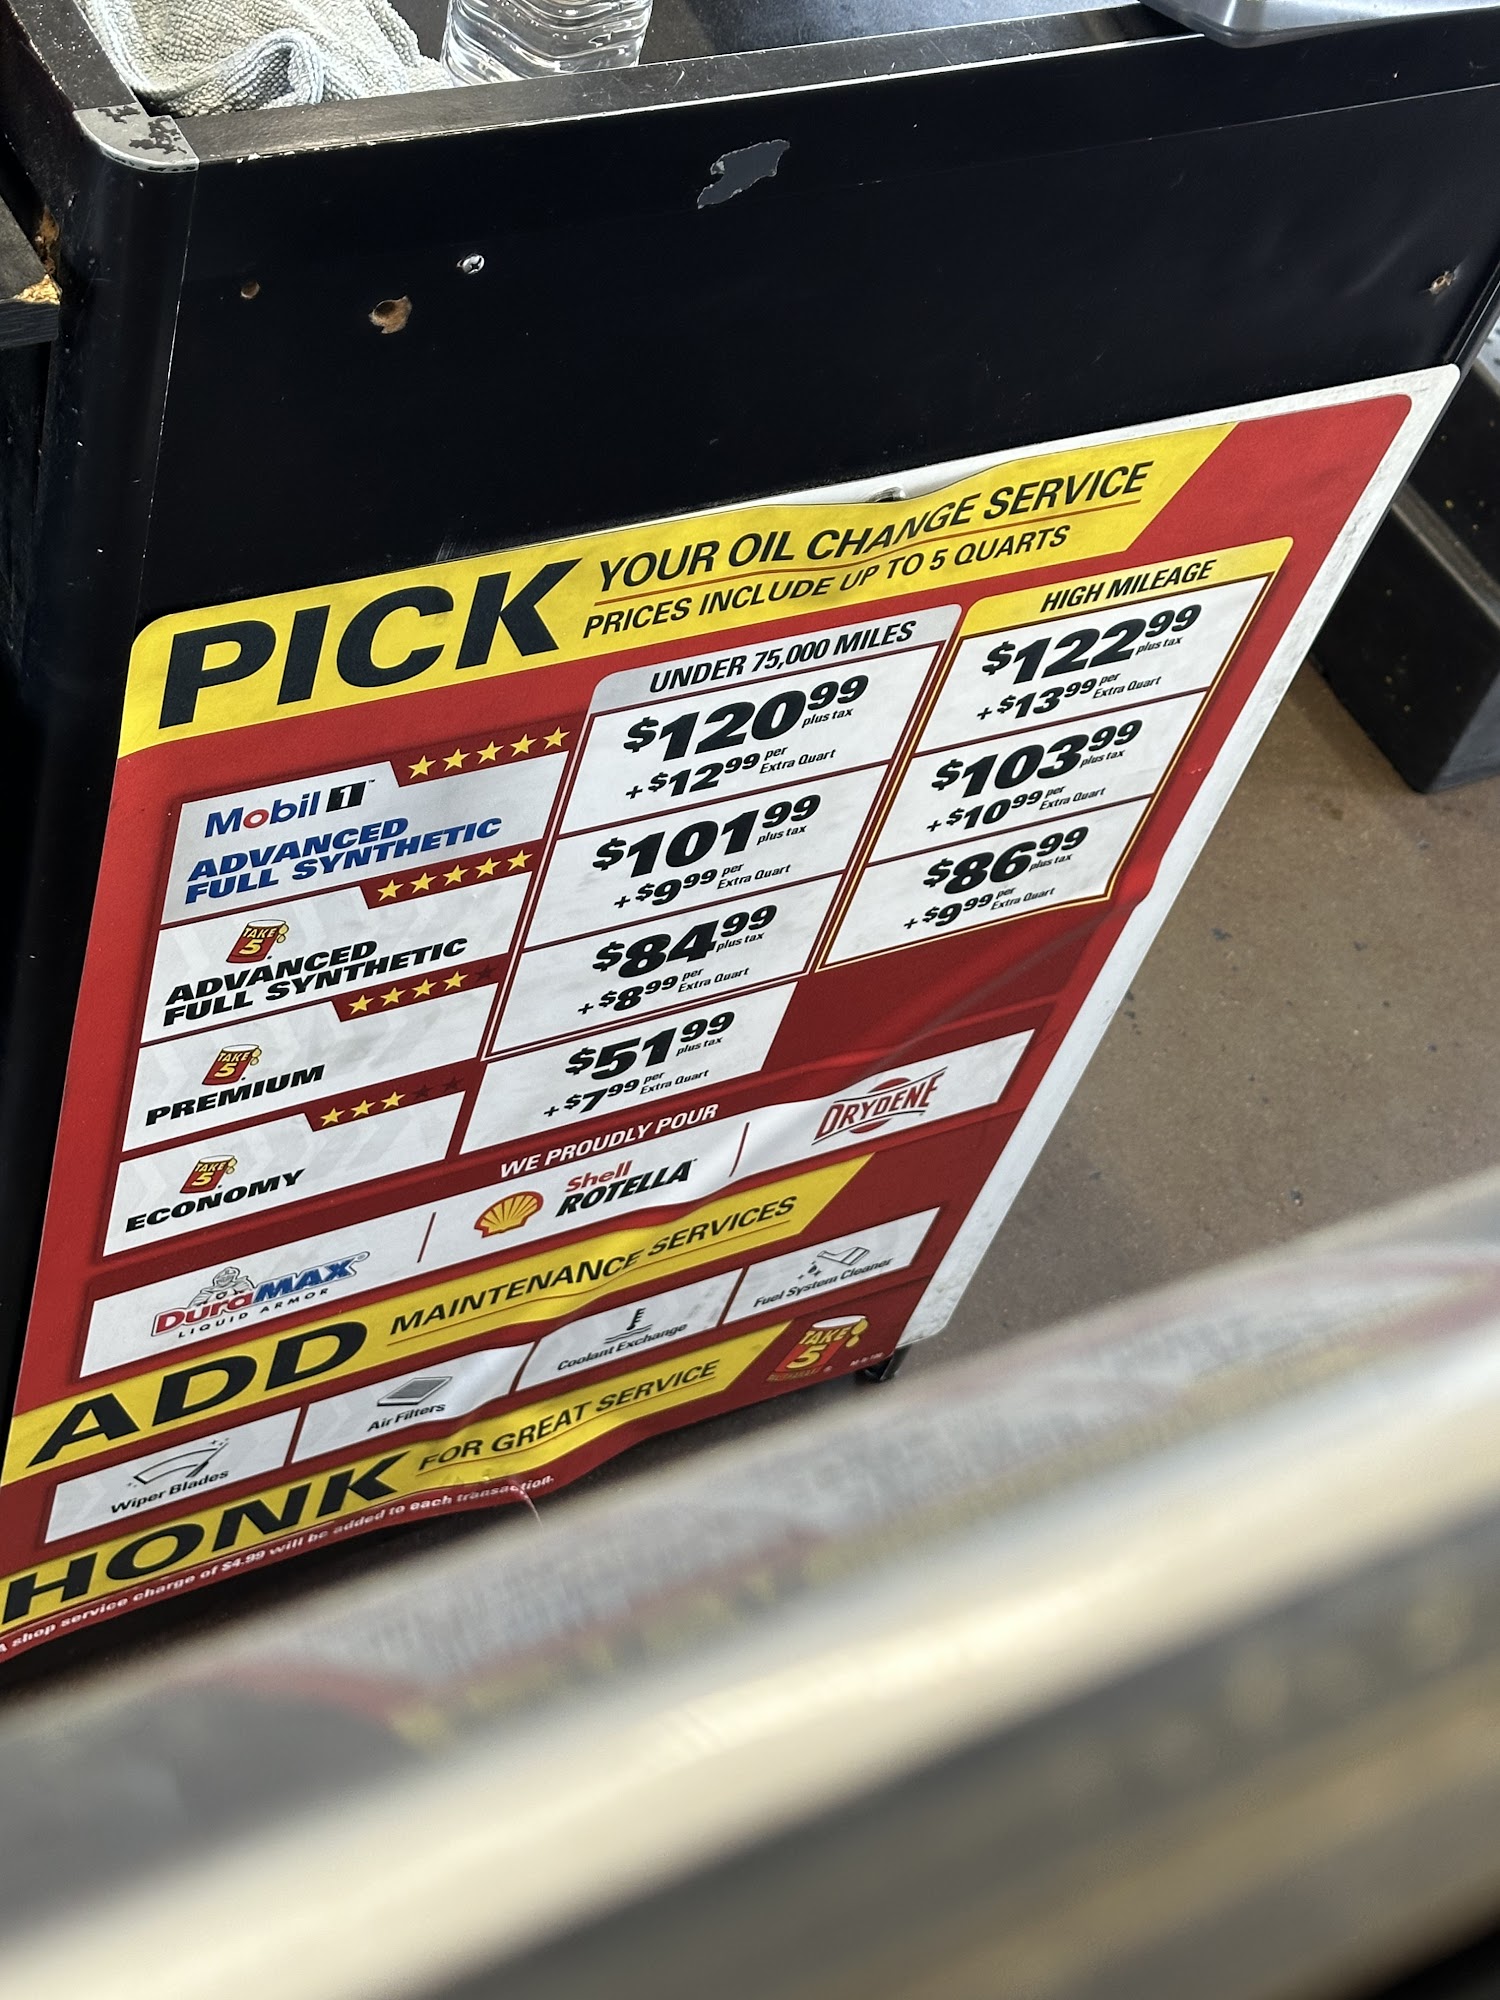 PICK YOUR OIL CHANGE SERVICE
PRICES INCLUDE UP TO 5 QUARTS
UNDER 75,000 MILES
HIGH MILEAGE
Mobil 1™
ADVANCED
FULL SYNTHETIC
$120.99 plus tax
+ $12.99 per Extra Quart
$122.99 plus tax
+ $13.99 per Extra Quart
TAKE 5
ADVANCED
FULL SYNTHETIC
$101.99 plus tax
+ $9.99 per Extra Quart
$103.99 plus tax
+ $10.99 per Extra Quart
TAKE 5
PREMIUM
$84.99 plus tax
+ $8.99 per Extra Quart
$86.99 plus tax
+ $9.99 per Extra Quart
TAKE 5
ECONOMY
$51.99 plus tax
+ $7.99 per Extra Quart
WE PROUDLY POUR
DuraMAX®
LIQUID ARMOR
Shell
ROTELLA
DRYDENE
ADD MAINTENANCE SERVICES
Wiper Blades
Air Filters
Coolant Exchange
Fuel System Cleaner
HONK FOR GREAT SERVICE
TAKE 5
A shop service charge of $4.99 will be added to each transaction.